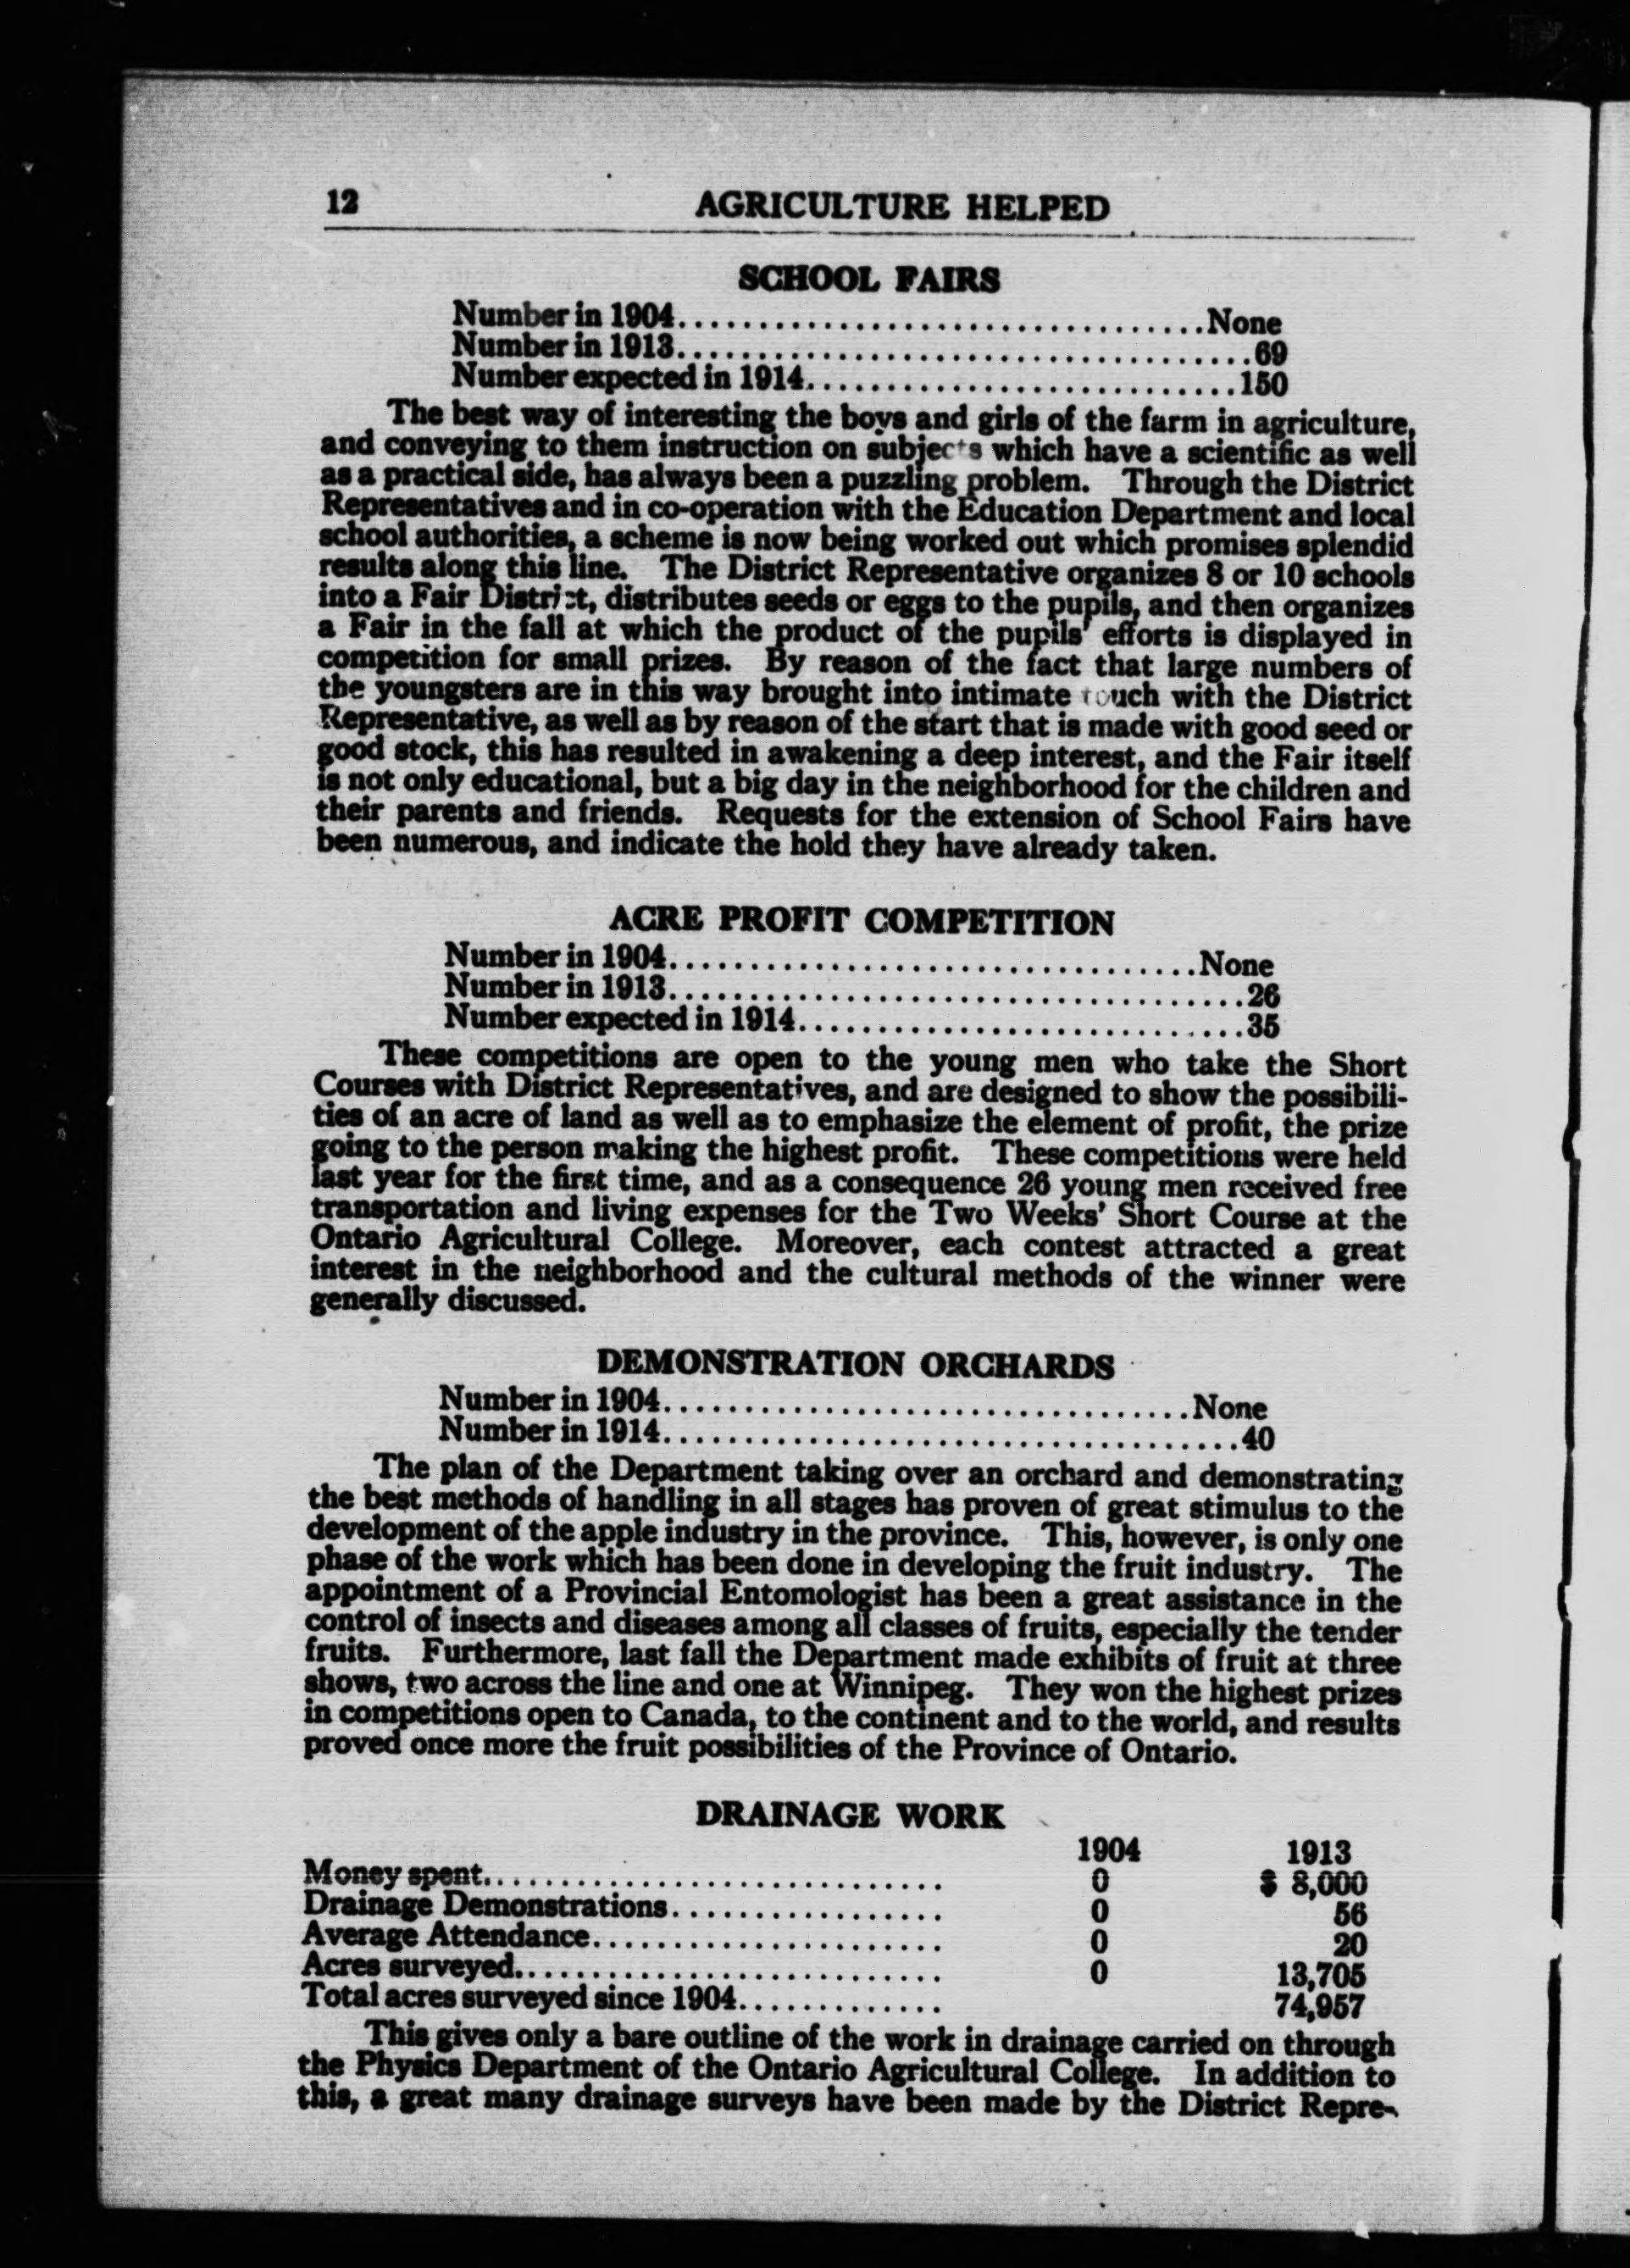 12 AGRICULTURE HELPED
SCHOOL FAIRS
Number in 1904.................................None
Number in 1913....................................69
Number expected in 1914...........................150
The best way of interesting the boys and girls of the farm in agriculture,
and conveying to them instruction on subjects which have a scientific as well
as a practical side, has always been a puzzling problem. Through the District
Representatives and in co-operation with the Education Department and local
school authorities, a scheme is now being worked out which promises splendid
results along this line. The District Representative organizes 8 or 10 schools
into a Fair District, distributes seeds or eggs to the pupils, and then organizes
a Fair in the fall at which the product of the pupils' efforts is displayed in
competition for small prizes. By reason of the fact that large numbers of
the youngsters are in this way brought into intimate touch with the District
Representative, as well as by reason of the start that is made with good seed or
good stock, this has resulted in awakening a deep interest, and the Fair itself
is not only educational, but a big day in the neighborhood for the children and
their parents and friends. Requests for the extension of School Fairs have
been numerous, and indicate the hold they have already taken.
ACRE PROFIT COMPETITION
Number in 1904.................................None
Number in 1913....................................26
Number expected in 1914............................35
These competitions are open to the young men who take the Short
Courses with District Representatives, and are designed to show the possibili-
ties of an acre of land as well as to emphasize the element of profit, the prize
going to the person making the highest profit. These competitions were held
last year for the first time, and as a consequence 26 young men received free
transportation and living expenses for the Two Weeks' Short Course at the
Ontario Agricultural College. Moreover, each contest attracted a great
interest in the neighborhood and the cultural methods of the winner were
generally discussed.
DEMONSTRATION ORCHARDS
Number in 1904.................................None
Number in 1914....................................40
The plan of the Department taking over an orchard and demonstrating
the best methods of handling in all stages has proven of great stimulus to the
development of the apple industry in the province. This, however, is only one
phase of the work which has been done in developing the fruit industry. The
appointment of a Provincial Entomologist has been a great assistance in the
control of insects and diseases among all classes of fruits, especially the tender
fruits. Furthermore, last fall the Department made exhibits of fruit at three
shows, two across the line and one at Winnipeg. They won the highest prizes
in competitions open to Canada, to the continent and to the world, and results
proved once more the fruit possibilities of the Province of Ontario.
DRAINAGE WORK
1904 1913
Money spent............................. 0 $ 8,000
Drainage Demonstrations................. 0 56
Average Attendance...................... 0 20
Acres surveyed........................... 0 13,705
Total acres surveyed since 1904............. 74,957
This gives only a bare outline of the work in drainage carried on through
the Physics Department of the Ontario Agricultural College. In addition to
this, a great many drainage surveys have been made by the District Repre-